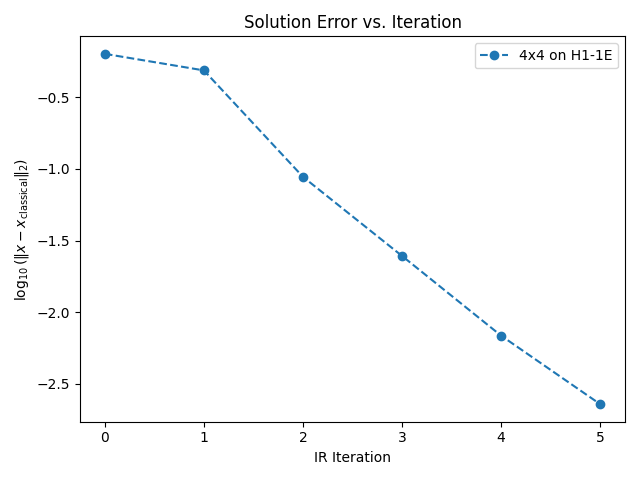 Solution Error vs. Iteration
4x4 on H1-1E
log₁₀(‖x − x_classical‖₂)
−0.5
−1.0
−1.5
−2.0
−2.5
0 1 2 3 4 5
IR Iteration